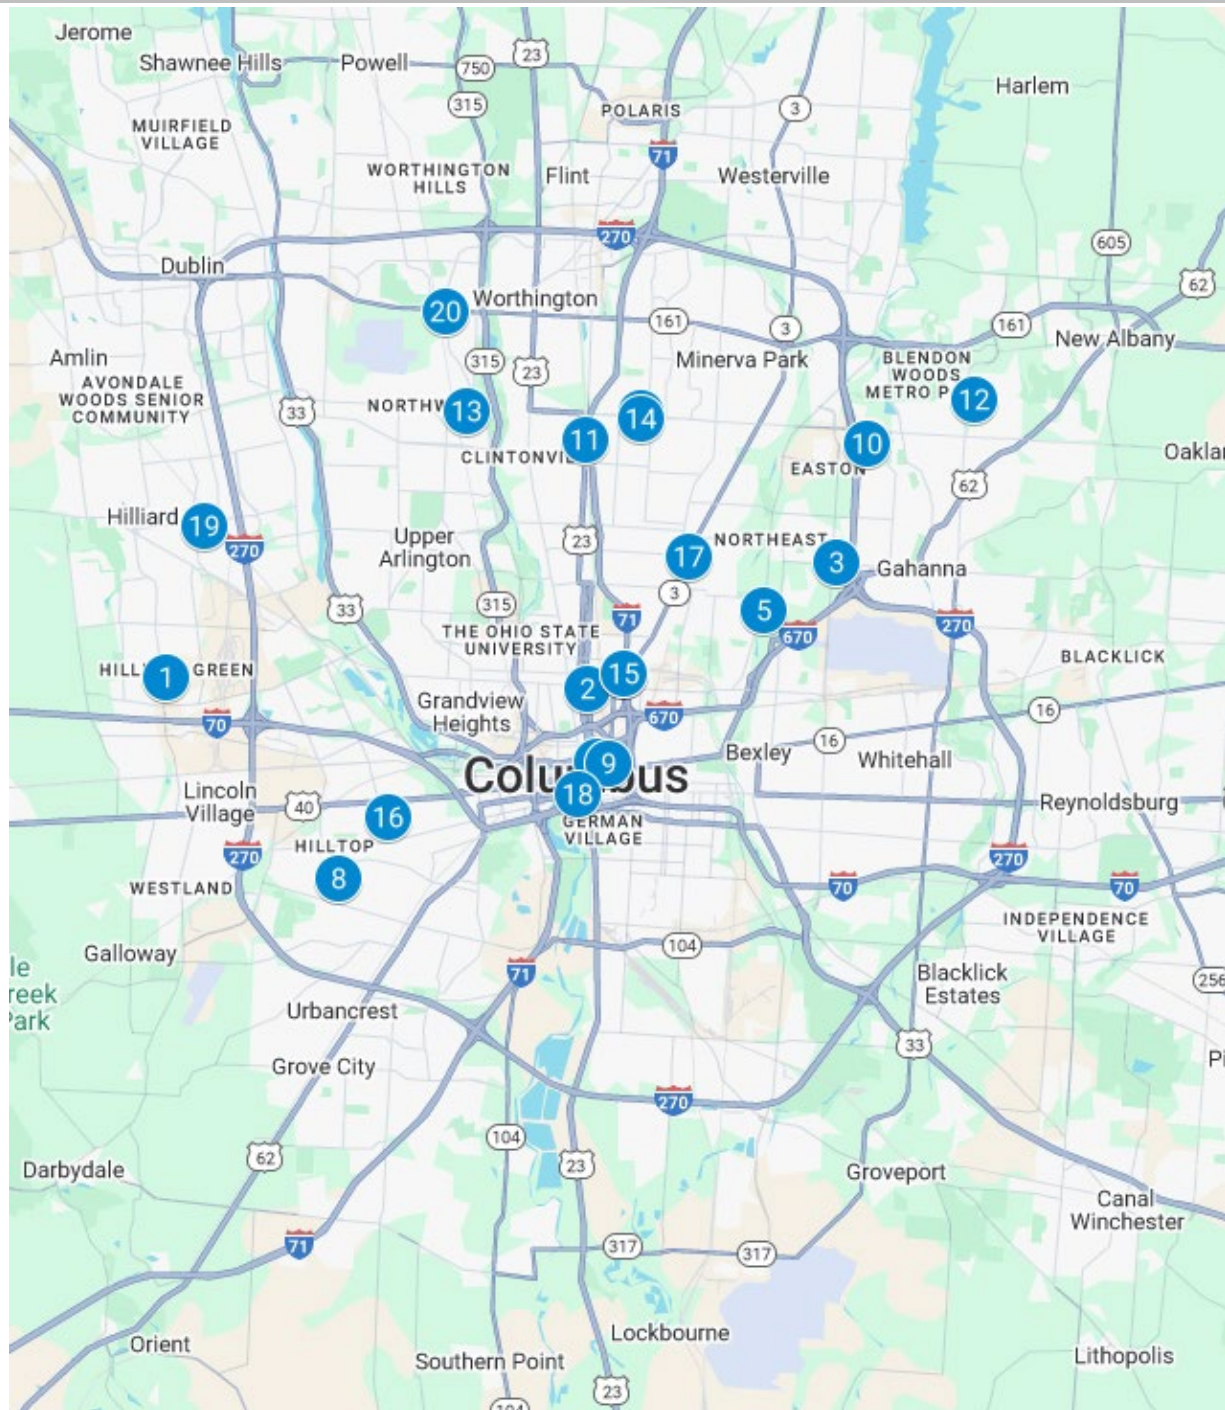 Jerome
23
Shawnee Hills
Powell
750
Harlem
315
POLARIS
3
MUIRFIELD
VILLAGE
71
WORTHINGTON
HILLS
Flint
Westerville
270
605
Dublin
62
20
Worthington
161
3
161
New Albany
Amlin
315
23
Minerva Park
BLENDON
WOODS
METRO P
AVONDALE
WOODS SENIOR
COMMUNITY
33
NORTHW
13
14
12
11
CLINTONVI
10
EASTON
Oaklar
62
Hilliard
19
270
Upper
Arlington
23
17
NORTHEAST
3
Gahanna
33
315
3
5
71
670
270
THE OHIO STATE
UNIVERSITY
BLACKLICK
HILL
1
GREEN
2
15
Grandview
Heights
670
16
70
Bexley
16
Whitehall
9
Columbus
18
Lincoln
Village
40
16
GERMAN
VILLAGE
Reynoldsburg
HILLTOP
270
8
270
WESTLAND
70
70
INDEPENDENCE
VILLAGE
Galloway
104
le
reek
Park
71
Blacklick
Estates
256
Urbancrest
33
Grove City
Pi
270
104
62
23
Darbydale
Groveport
Canal
Winchester
71
317
317
Orient
Lockbourne
Southern Point
Lithopolis
23
104